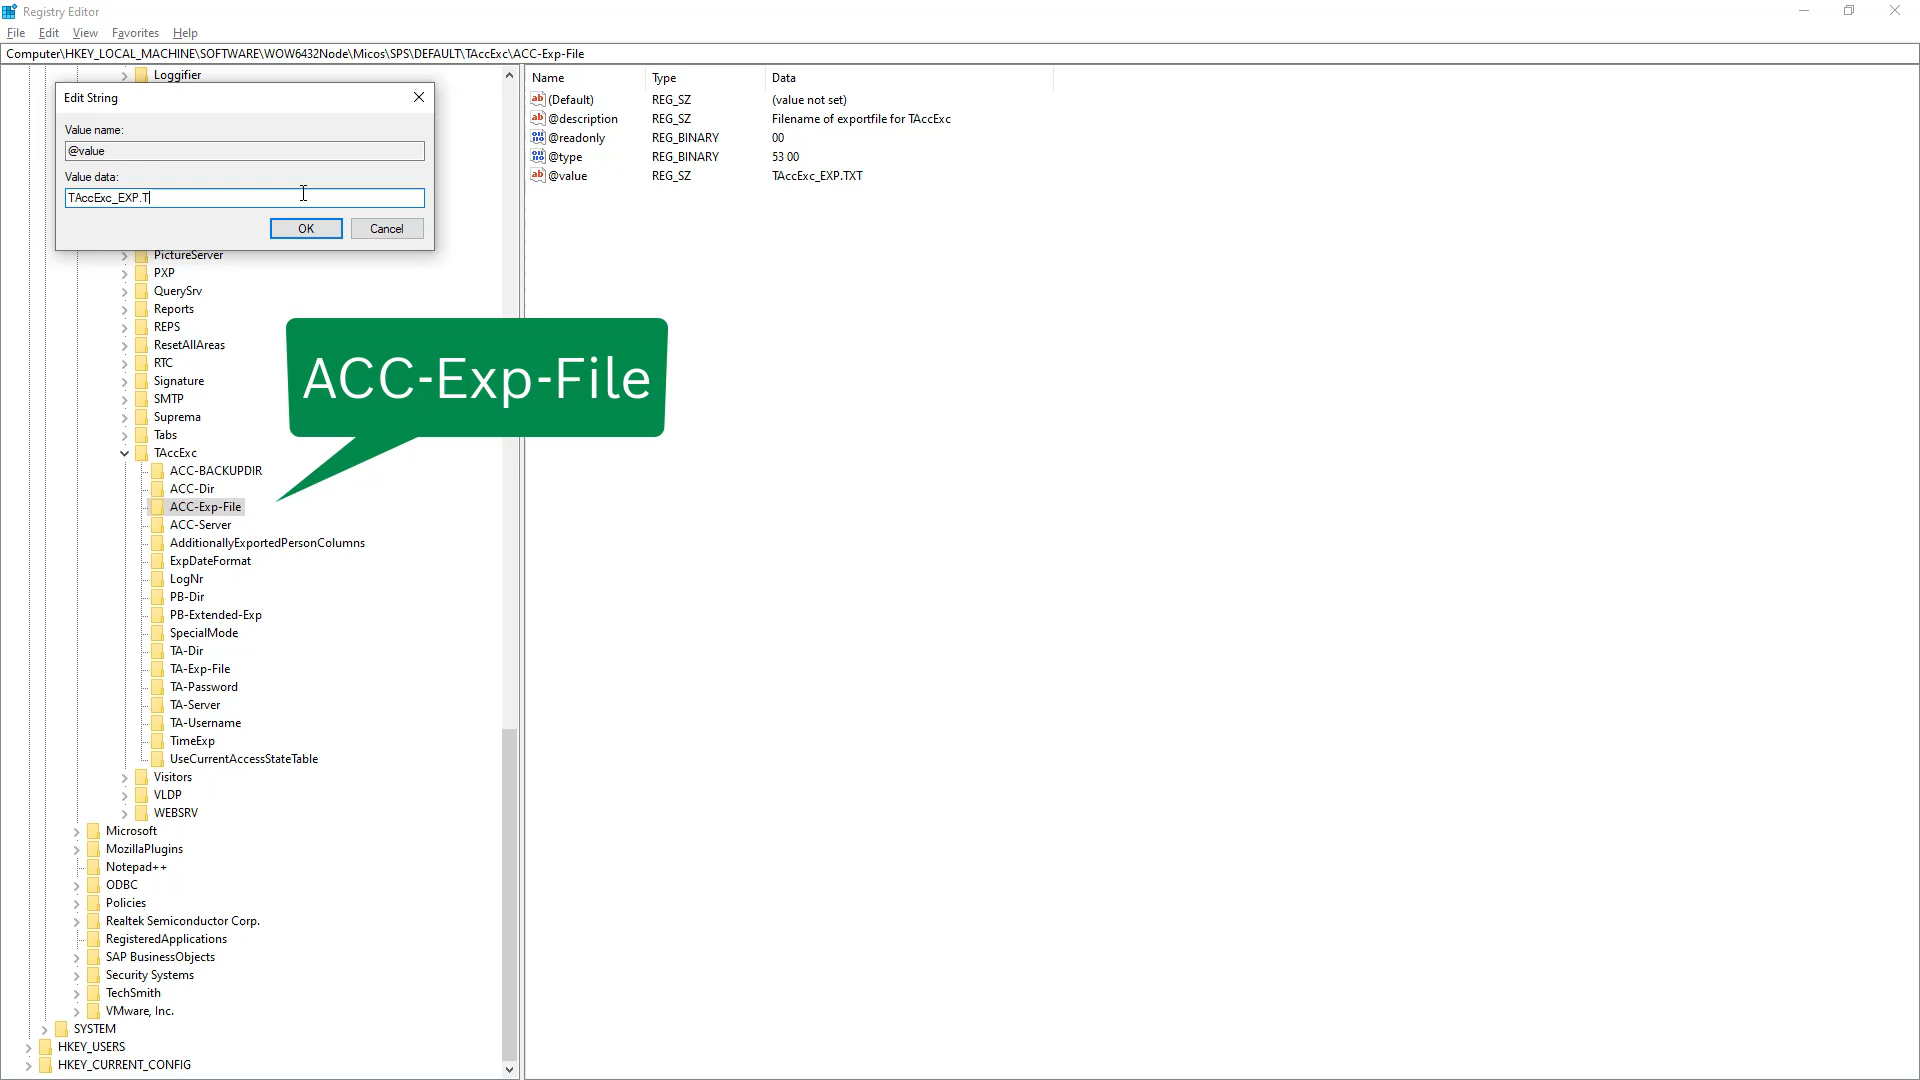 Registry Editor
File Edit View Favorites Help
Computer\HKEY_LOCAL_MACHINE\SOFTWARE\WOW6432Node\Micos\SPS\DEFAULT\TAccExc\ACC-Exp-File
Loggifier
Edit String
Value name:
@value
Value data:
TAccExc_EXP.T
OK Cancel
PictureServer
PXP
QuerySrv
Reports
REPS
ResetAllAreas
RTC
Signature
SMTP
Suprema
Tabs
TAccExc
ACC-BACKUPDIR
ACC-Dir
ACC-Exp-File
ACC-Server
AdditionallyExportedPersonColumns
ExpDateFormat
LogNr
PB-Dir
PB-Extended-Exp
SpecialMode
TA-Dir
TA-Exp-File
TA-Password
TA-Server
TA-Username
TimeExp
UseCurrentAccessStateTable
Visitors
VLDP
WEBSRV
Microsoft
MozillaPlugins
Notepad++
ODBC
Policies
Realtek Semiconductor Corp.
RegisteredApplications
SAP BusinessObjects
Security Systems
TechSmith
VMware, Inc.
SYSTEM
HKEY_USERS
HKEY_CURRENT_CONFIG
ACC-Exp-File
Name Type Data
(Default) REG_SZ (value not set)
@description REG_SZ Filename of exportfile for TAccExc
@readonly REG_BINARY 00
@type REG_BINARY 53 00
@value REG_SZ TAccExc_EXP.TXT